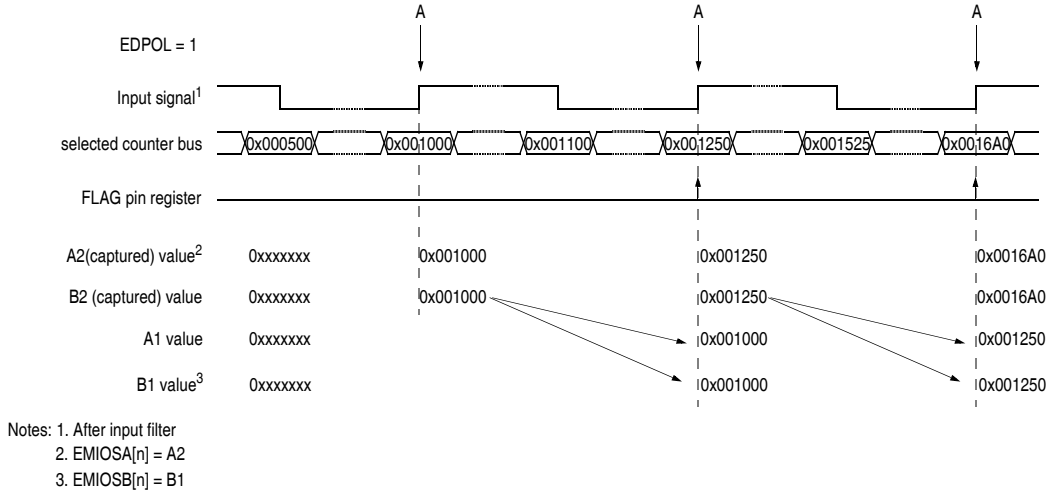 A A A
EDPOL = 1
Input signal1
selected counter bus 0x000500 0x001000 0x001100 0x001250 0x001525 0x0016A0
FLAG pin register
A2(captured) value2 0xxxxxxx 0x001000 0x001250 0x0016A0
B2 (captured) value 0xxxxxxx 0x001000 0x001250 0x0016A0
A1 value 0xxxxxxx 0x001000 0x001250
B1 value3 0xxxxxxx 0x001000 0x001250
Notes: 1. After input filter
2. EMIOSA[n] = A2
3. EMIOSB[n] = B1